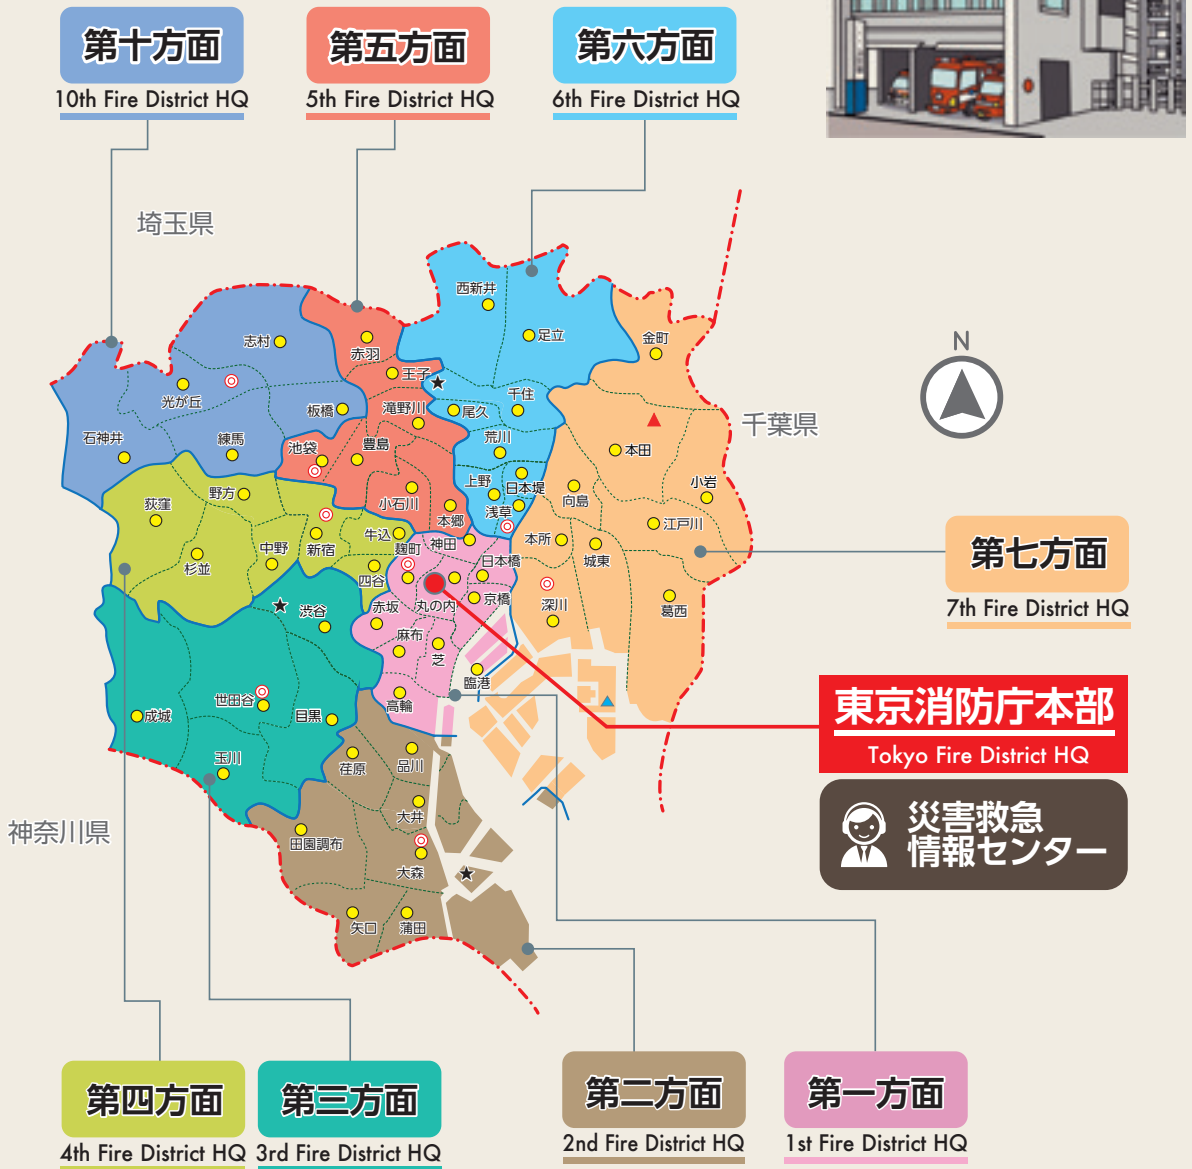 第十方面
10th Fire District HQ
第五方面
5th Fire District HQ
第六方面
6th Fire District HQ
埼玉県
西新井
足立
金町
志村
赤羽
王子
N
光が丘
板橋
滝野川
尾久
千住
千葉県
石神井
練馬
池袋
豊島
荒川
本田
上野
日本堤
小岩
荻窪
野方
小石川
本郷
浅草
向島
江戸川
杉並
中野
新宿
牛込
麹町
神田
本所
城東
四谷
日本橋
第七方面
7th Fire District HQ
渋谷
赤坂
丸の内
京橋
深川
葛西
麻布
芝
成城
世田谷
目黒
高輪
臨港
東京消防庁本部
Tokyo Fire District HQ
玉川
荏原
品川
災害救急
情報センター
神奈川県
田園調布
大井
大森
矢口
蒲田
第四方面
4th Fire District HQ
第三方面
3rd Fire District HQ
第二方面
2nd Fire District HQ
第一方面
1st Fire District HQ